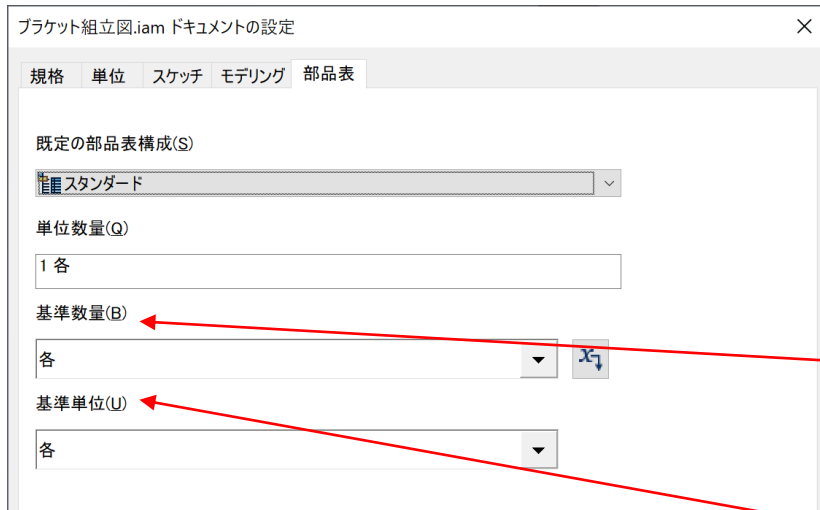 ブラケット組立図.iam ドキュメントの設定
規格 単位 スケッチ モデリング 部品表
既定の部品表構成(S)
スタンダード
単位数量(Q)
1 各
基準数量(B)
各
基準単位(U)
各